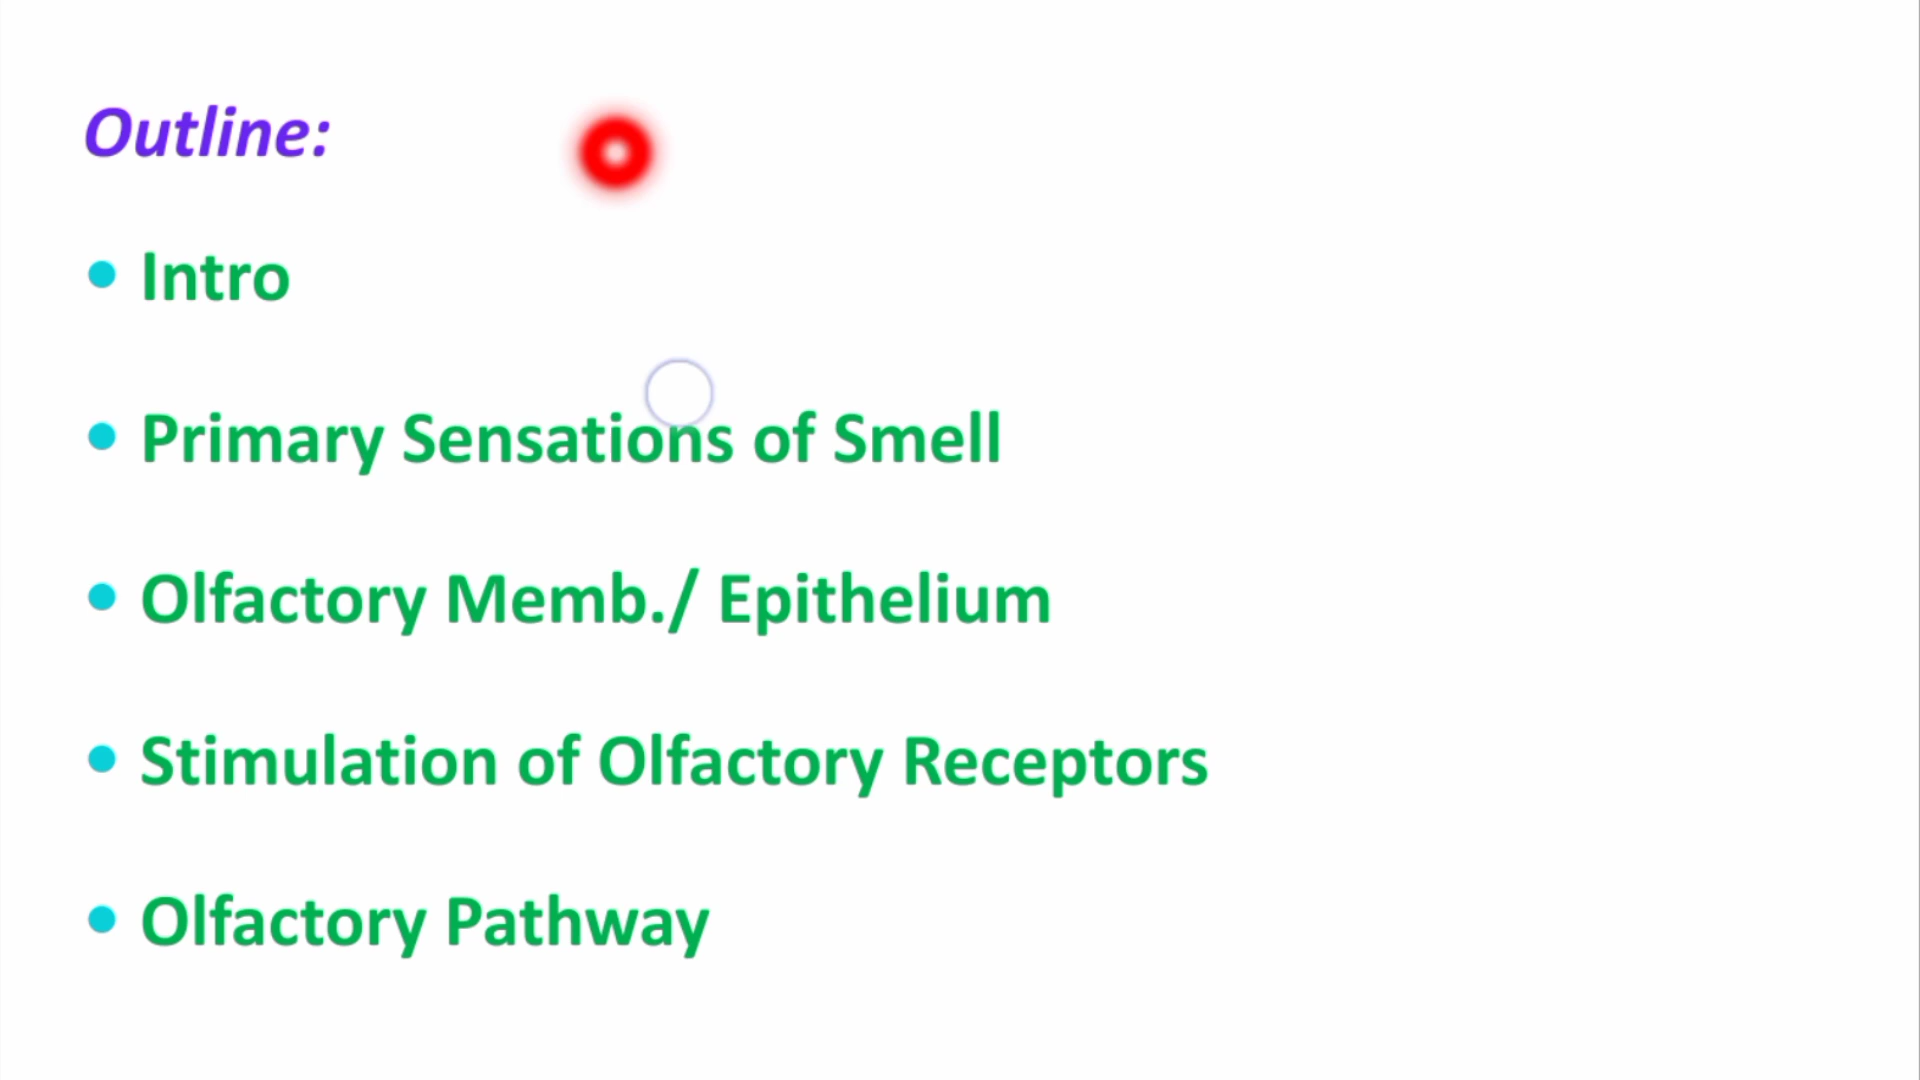 Outline:
Intro
Primary Sensations of Smell
Olfactory Memb./ Epithelium
Stimulation of Olfactory Receptors
Olfactory Pathway